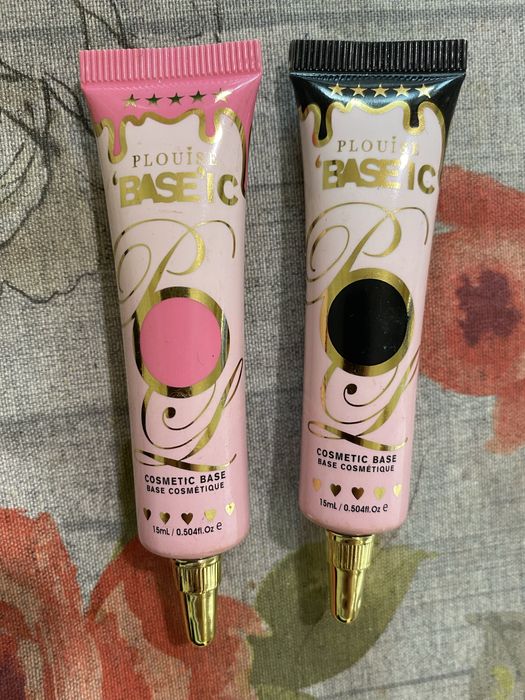 PLOUISE
'BASE'IC
COSMETIC BASE
BASE COSMÉTIQUE
15mL / 0.504fl.Oz e
PLOUISE
'BASE'IC
COSMETIC BASE
BASE COSMÉTIQUE
15mL / 0.504fl.Oz e